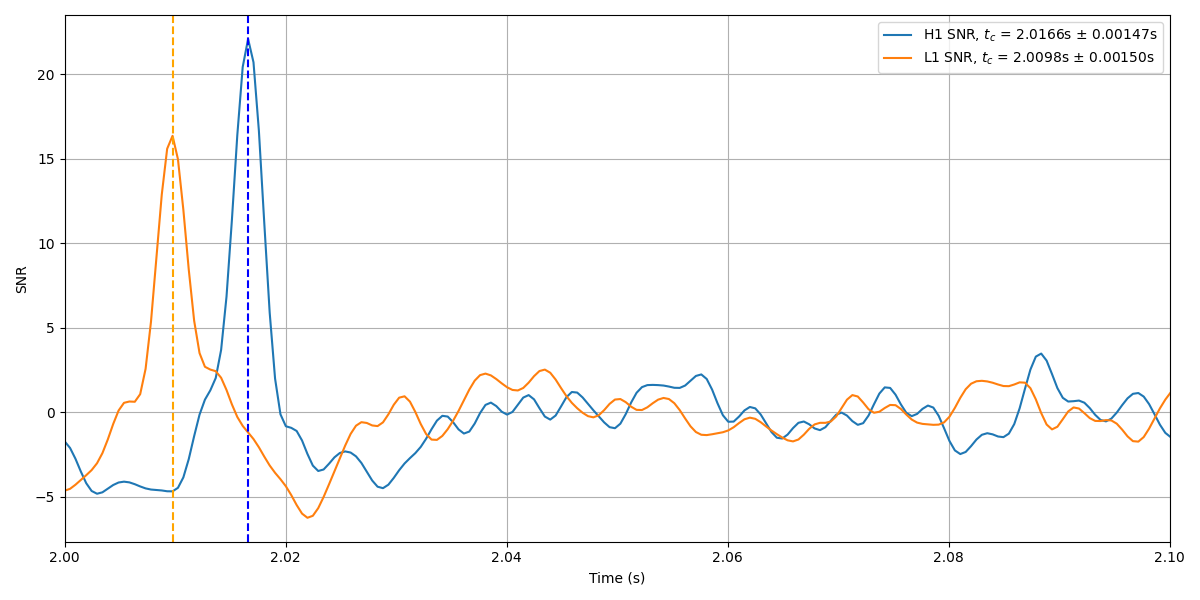 H1 SNR, t_c = 2.0166s ± 0.00147s
L1 SNR, t_c = 2.0098s ± 0.00150s
SNR
20
15
10
5
0
−5
2.00 2.02 2.04 2.06 2.08 2.10
Time (s)